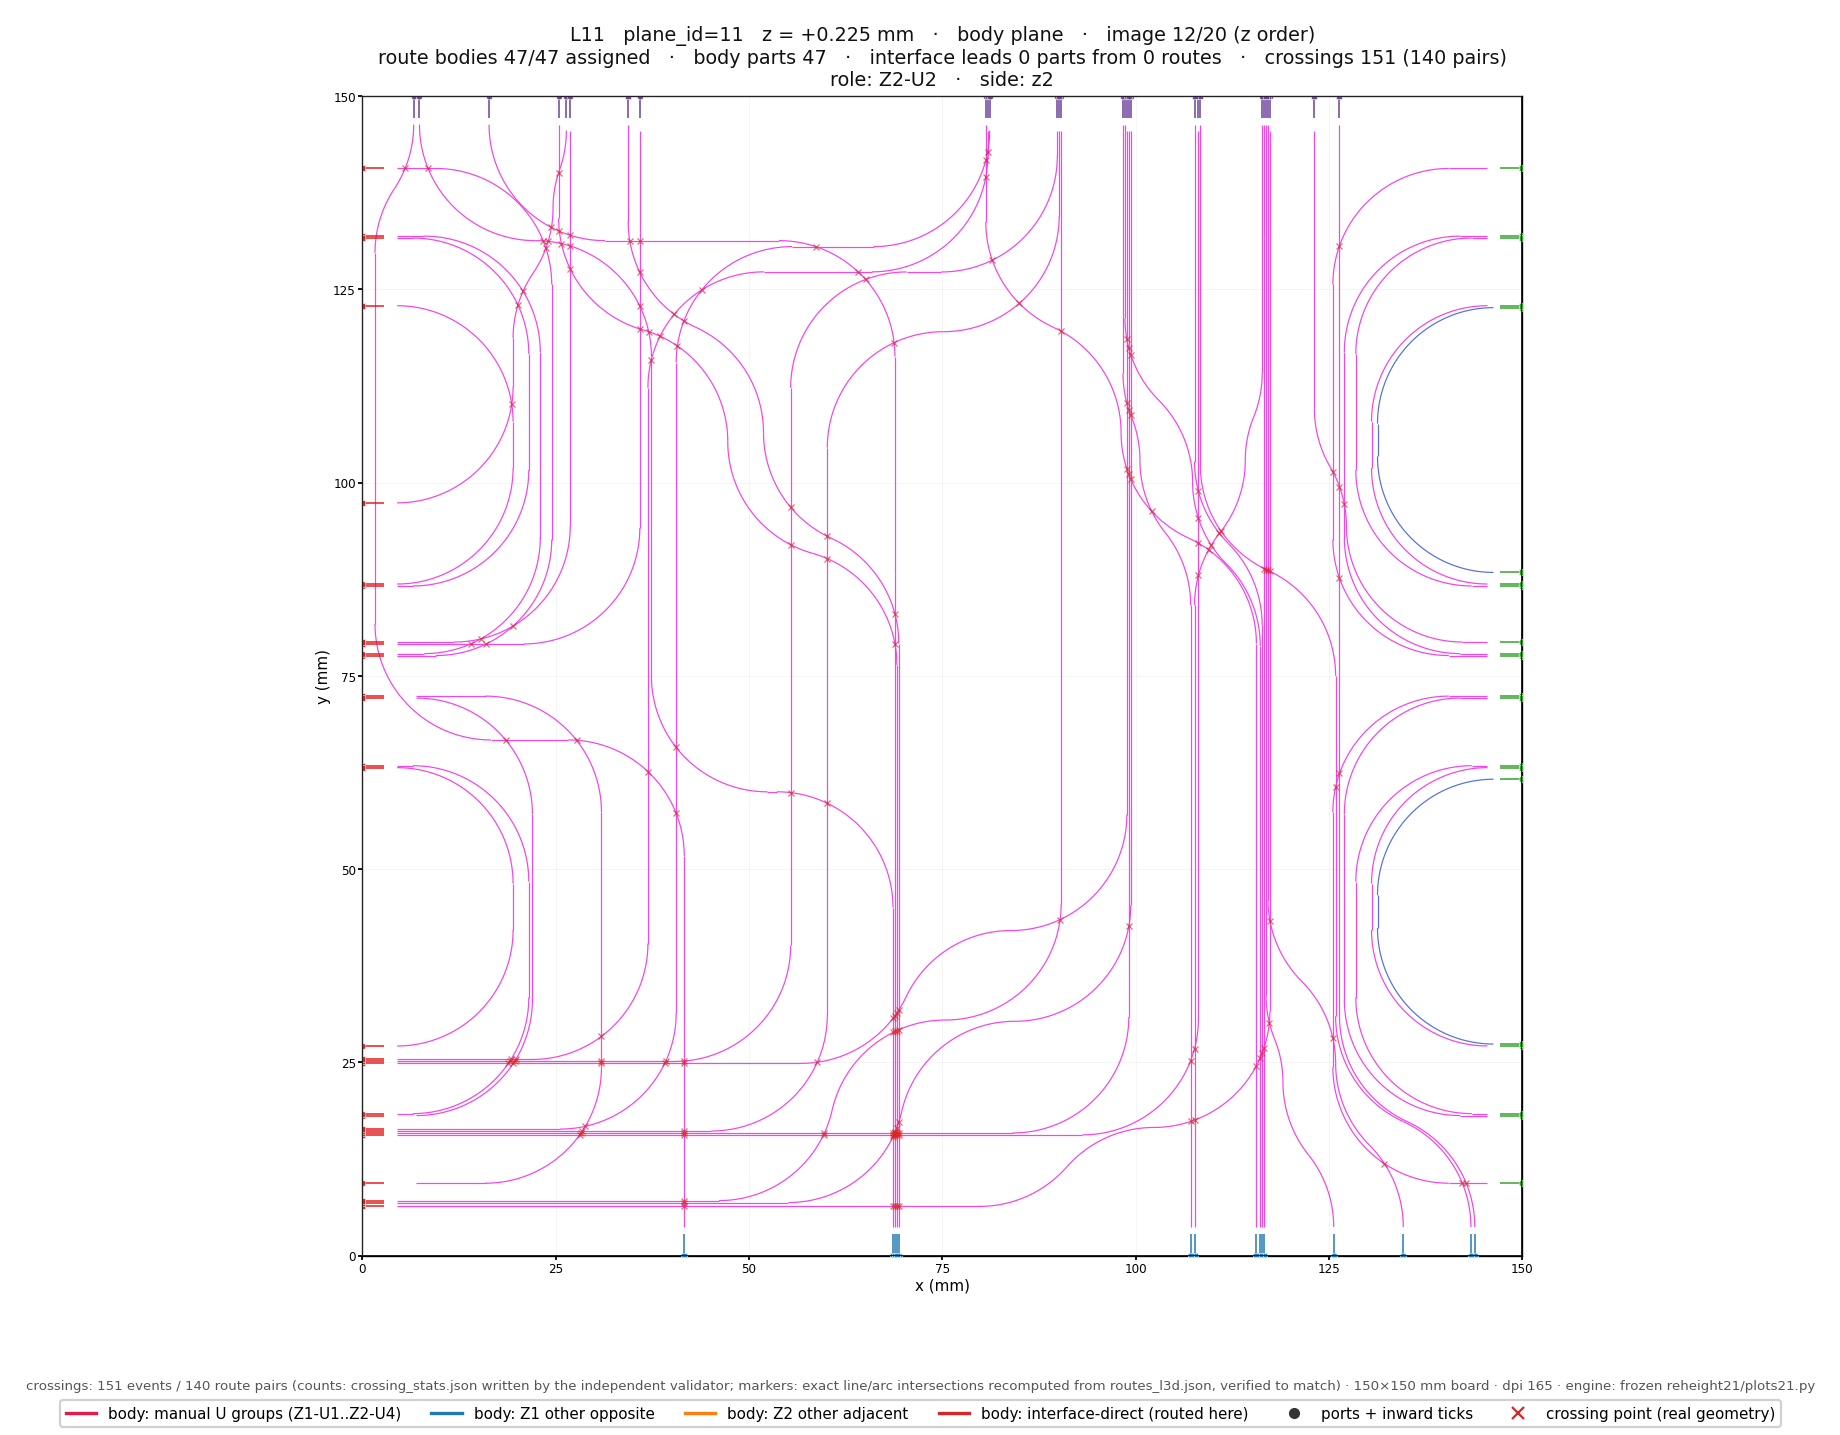 L11   plane_id=11   z = +0.225 mm   ·   body plane   ·   image 12/20 (z order)
route bodies 47/47 assigned   ·   body parts 47   ·   interface leads 0 parts from 0 routes   ·   crossings 151 (140 pairs)
role: Z2-U2   ·   side: z2
150
125
100
75
50
25
0
y (mm)
0 25 50 75 100 125 150
x (mm)
crossings: 151 events / 140 route pairs (counts: crossing_stats.json written by the independent validator; markers: exact line/arc intersections recomputed from routes_l3d.json, verified to match) · 150×150 mm board · dpi 165 · engine: frozen reheight21/plots21.py
body: manual U groups (Z1-U1..Z2-U4) body: Z1 other opposite body: Z2 other adjacent body: interface-direct (routed here) ports + inward ticks crossing point (real geometry)